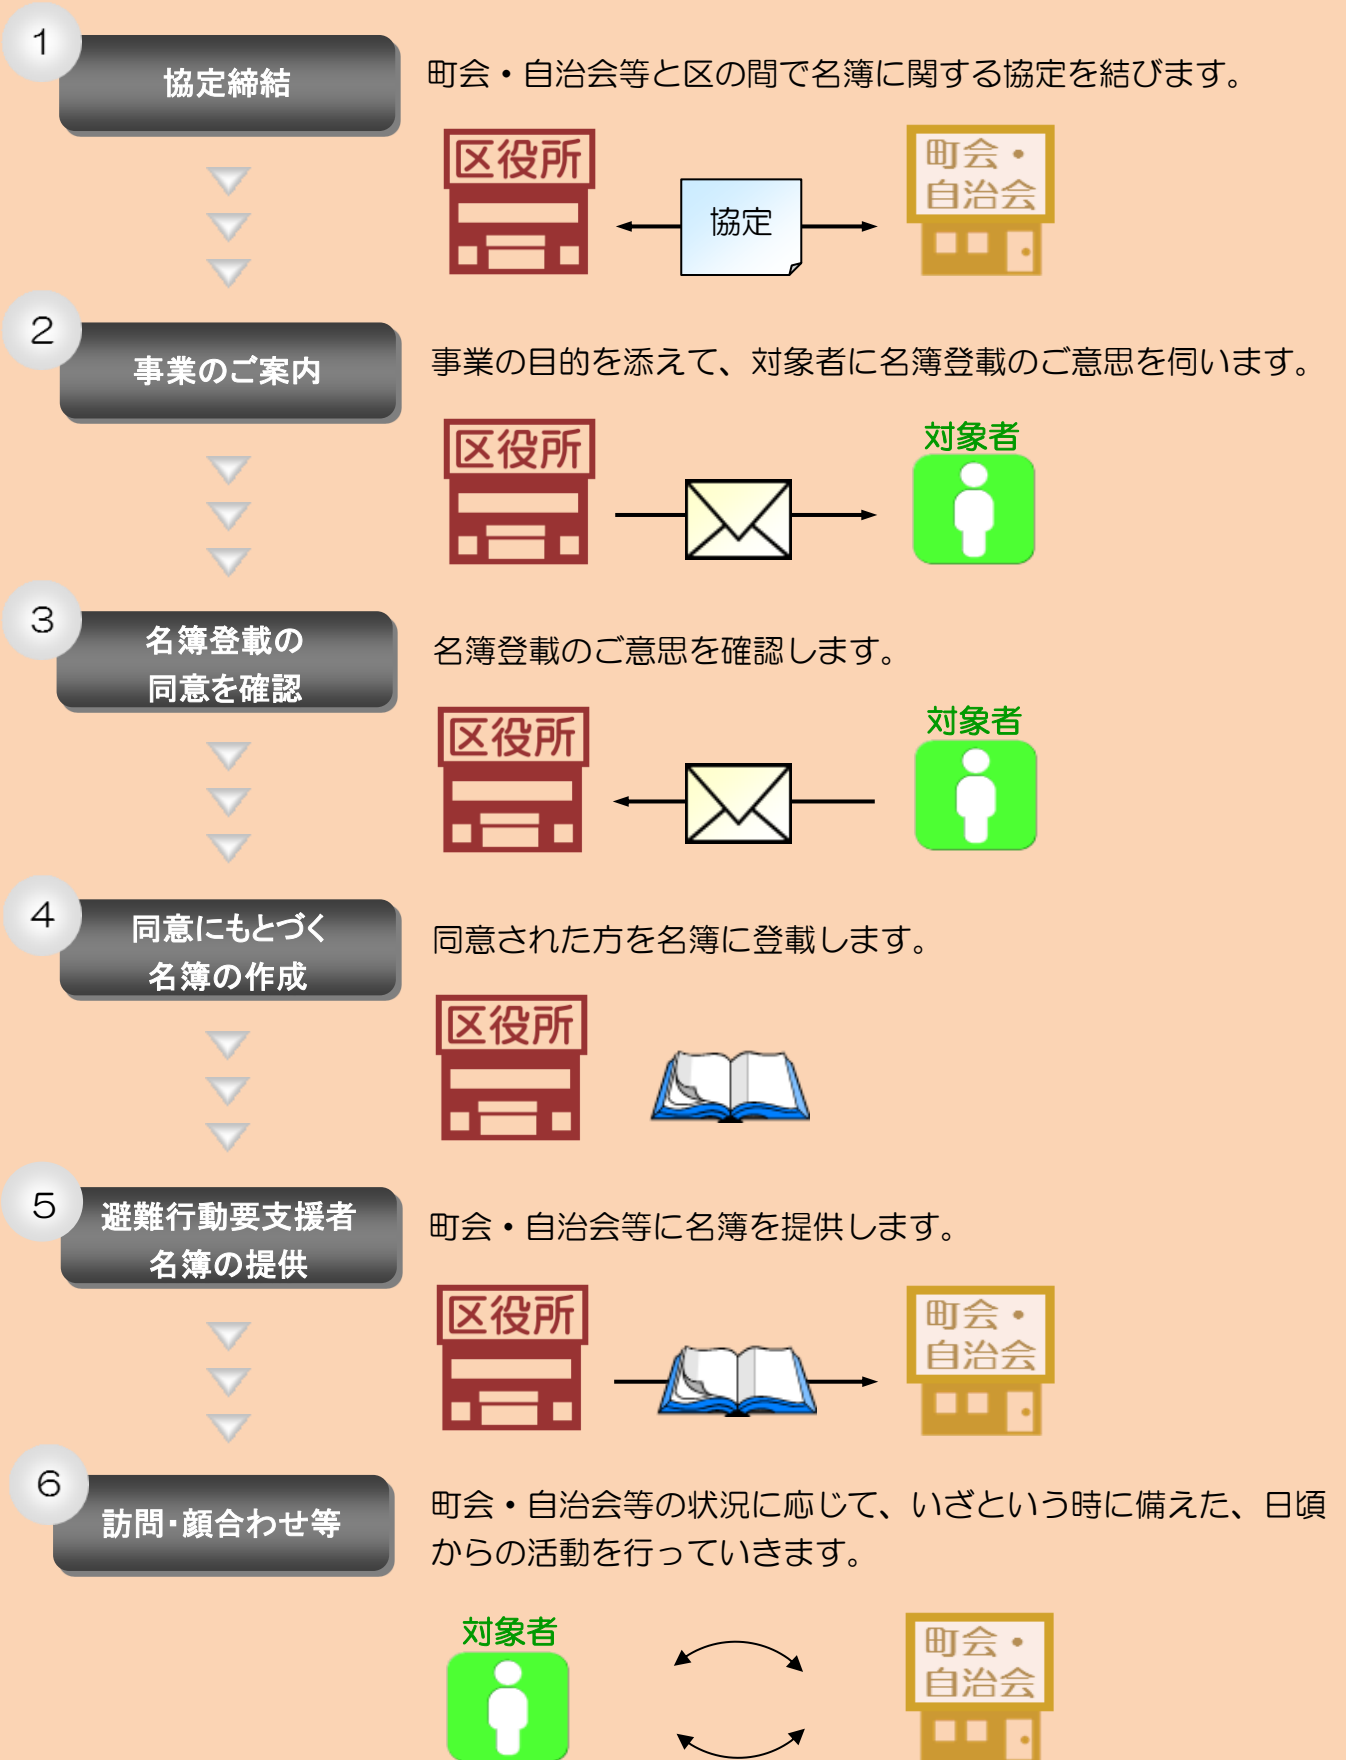 1
協定締結
町会・自治会等と区の間で名簿に関する協定を結びます。
区役所
協定
町会・
自治会
2
事業のご案内
事業の目的を添えて、対象者に名簿登載のご意思を伺います。
区役所
対象者
3
名簿登載の
同意を確認
名簿登載のご意思を確認します。
区役所
対象者
4
同意にもとづく
名簿の作成
同意された方を名簿に登載します。
区役所
5
避難行動要支援者
名簿の提供
町会・自治会等に名簿を提供します。
区役所
町会・
自治会
6
訪問・顔合わせ等
町会・自治会等の状況に応じて、いざという時に備えた、日頃
からの活動を行っていきます。
対象者
町会・
自治会